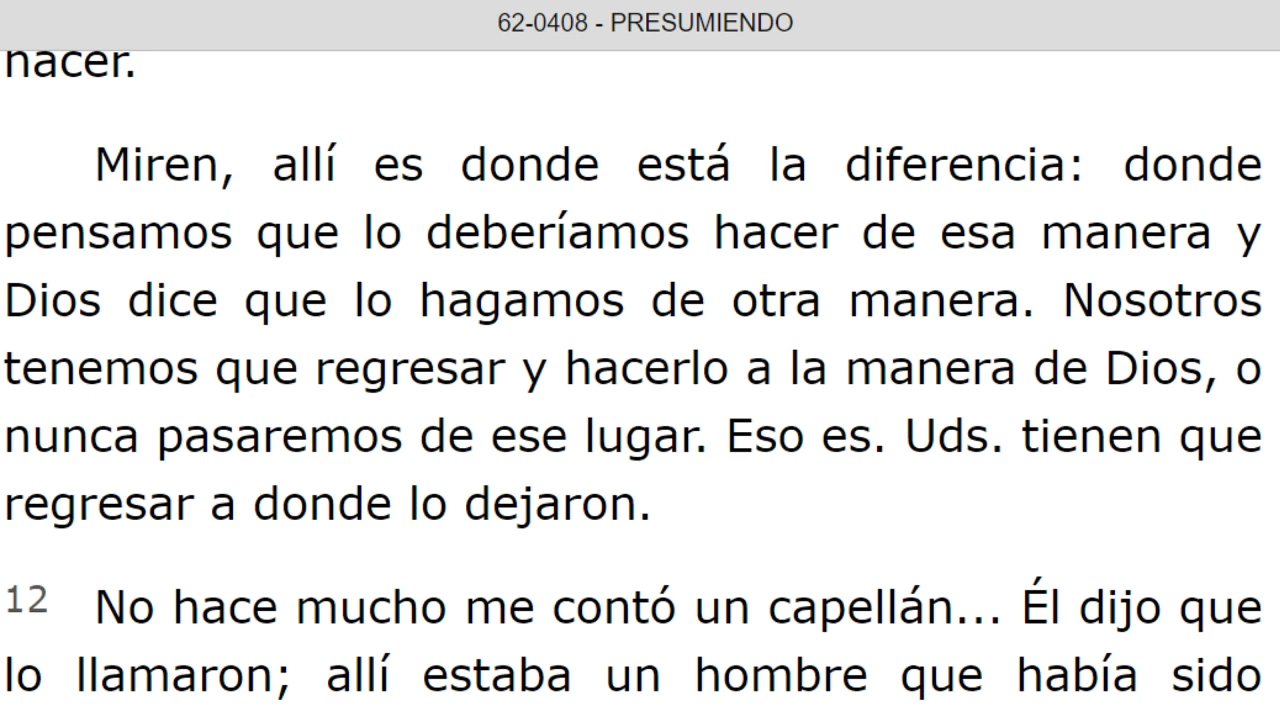 62-0408 - PRESUMIENDO
hacer.
Miren, allí es donde está la diferencia: donde
pensamos que lo deberíamos hacer de esa manera y
Dios dice que lo hagamos de otra manera. Nosotros
tenemos que regresar y hacerlo a la manera de Dios, o
nunca pasaremos de ese lugar. Eso es. Uds. tienen que
regresar a donde lo dejaron.
12 No hace mucho me contó un capellán... Él dijo que
lo llamaron; allí estaba un hombre que había sido